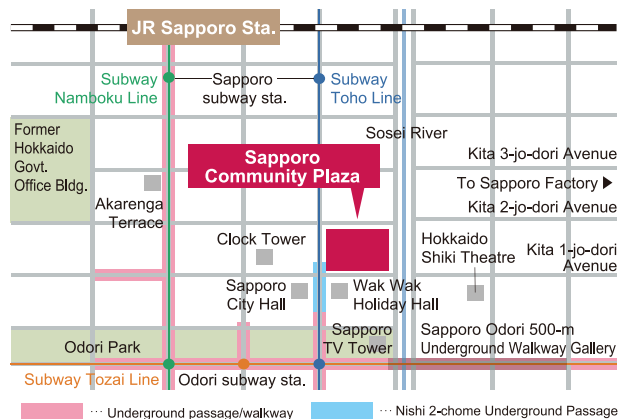 JR Sapporo Sta.
Subway
Namboku Line
Sapporo
subway sta.
Subway
Toho Line
Former
Hokkaido
Govt.
Office Bldg.
Sosei River
Sapporo
Community Plaza
Kita 3-jo-dori Avenue
To Sapporo Factory
Akarenga
Terrace
Kita 2-jo-dori Avenue
Clock Tower
Hokkaido
Shiki Theatre
Kita 1-jo-dori
Avenue
Sapporo
City Hall
Wak Wak
Holiday Hall
Odori Park
Sapporo
TV Tower
Sapporo Odori 500-m
Underground Walkway Gallery
Subway Tozai Line
Odori subway sta.
··· Underground passage/walkway
··· Nishi 2-chome Underground Passage